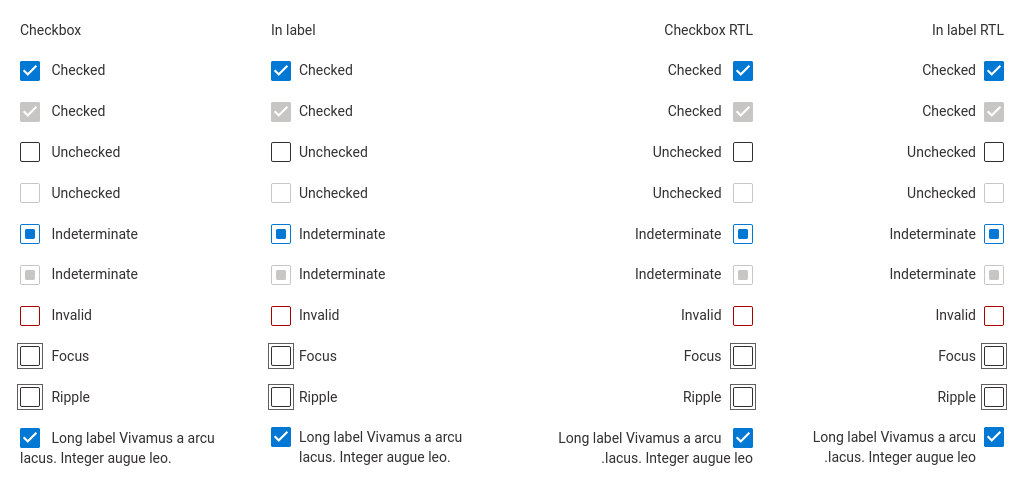 Checkbox
Checked
Checked
Unchecked
Unchecked
Indeterminate
Indeterminate
Invalid
Focus
Ripple
Long label Vivamus a arcu
lacus. Integer augue leo.
In label
Checked
Checked
Unchecked
Unchecked
Indeterminate
Indeterminate
Invalid
Focus
Ripple
Long label Vivamus a arcu
lacus. Integer augue leo.
Checkbox RTL
Checked
Checked
Unchecked
Unchecked
Indeterminate
Indeterminate
Invalid
Focus
Ripple
Long label Vivamus a arcu
.lacus. Integer augue leo
In label RTL
Checked
Checked
Unchecked
Unchecked
Indeterminate
Indeterminate
Invalid
Focus
Ripple
Long label Vivamus a arcu
.lacus. Integer augue leo